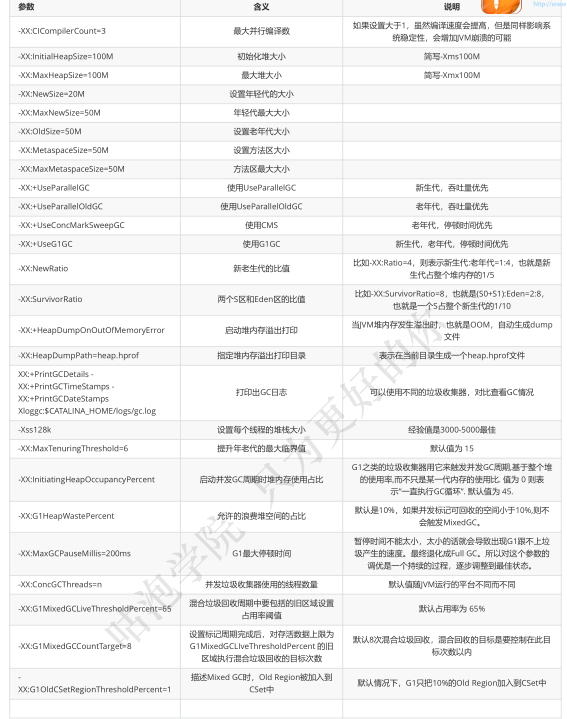 参数 含义 说明
http://www
-XX:CICompilerCount=3 最大并行编译数 如果设置大于1，虽然编译速度会提高，但是同样影响系
统稳定性，会增加JVM崩溃的可能
-XX:InitialHeapSize=100M 初始化堆大小 简写-Xms100M
-XX:MaxHeapSize=100M 最大堆大小 简写-Xmx100M
-XX:NewSize=20M 设置年轻代的大小
-XX:MaxNewSize=50M 年轻代最大大小
-XX:OldSize=50M 设置老年代大小
-XX:MetaspaceSize=50M 设置方法区大小
-XX:MaxMetaspaceSize=50M 方法区最大大小
-XX:+UseParallelGC 使用UseParallelGC 新生代，吞吐量优先
-XX:+UseParallelOldGC 使用UseParallelOldGC 老年代，吞吐量优先
-XX:+UseConcMarkSweepGC 使用CMS 老年代，停顿时间优先
-XX:+UseG1GC 使用G1GC 新生代，老年代，停顿时间优先
-XX:NewRatio 新老生代的比值 比如-XX:Ratio=4，则表示新生代:老年代=1:4，也就是新
生代占整个堆内存的1/5
-XX:SurvivorRatio 两个S区和Eden区的比值 比如-XX:SurvivorRatio=8，也就是(S0+S1):Eden=2:8，
也就是一个S占整个新生代的1/10
-XX:+HeapDumpOnOutOfMemoryError 启动堆内存溢出打印 当JVM堆内存发生溢出时，也就是OOM，自动生成dump
文件
-XX:HeapDumpPath=heap.hprof 指定堆内存溢出打印目录 表示在当前目录生成一个heap.hprof文件
XX:+PrintGCDetails -
XX:+PrintGCTimeStamps -
XX:+PrintGCDateStamps
Xloggc:$CATALINA_HOME/logs/gc.log
打印出GC日志 可以使用不同的垃圾收集器，对比查看GC情况
-Xss128k 设置每个线程的堆栈大小 经验值是3000-5000最佳
-XX:MaxTenuringThreshold=6 提升年老代的最大临界值 默认值为 15
-XX:InitiatingHeapOccupancyPercent 启动并发GC周期时堆内存使用占比 G1之类的垃圾收集器用它来触发并发GC周期,基于整个堆
的使用率,而不只是某一代内存的使用比. 值为 0 则表
示"一直执行GC循环". 默认值为 45.
-XX:G1HeapWastePercent 允许的浪费堆空间的占比 默认是10%，如果并发标记可回收的空间小于10%,则不
会触发MixedGC。
-XX:MaxGCPauseMillis=200ms G1最大停顿时间 暂停时间不能太小，太小的话就会导致出现G1跟不上垃
圾产生的速度。最终退化成Full GC。所以对这个参数的
调优是一个持续的过程，逐步调整到最佳状态。
-XX:ConcGCThreads=n 并发垃圾收集器使用的线程数量 默认值随JVM运行的平台不同而不同
-XX:G1MixedGCLiveThresholdPercent=65 混合垃圾回收周期中要包括的旧区域设置
占用率阈值 默认占用率为 65%
-XX:G1MixedGCCountTarget=8 设置标记周期完成后，对存活数据上限为
G1MixedGCLIveThresholdPercent 的旧
区域执行混合垃圾回收的目标次数 默认8次混合垃圾回收，混合回收的目标是要控制在此目
标次数以内
-
XX:G1OldCSetRegionThresholdPercent=1 描述Mixed GC时，Old Region被加入到
CSet中 默认情况下，G1只把10%的Old Region加入到CSet中
咕泡学院 只为更好的你